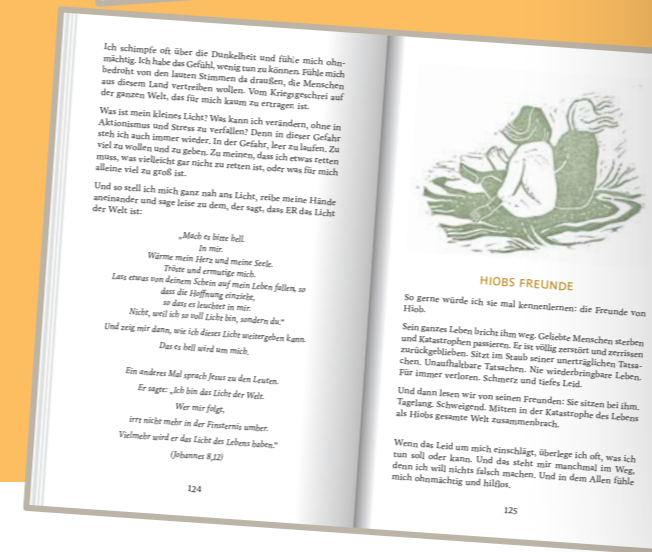 Ich schimpfe oft über die Dunkelheit und fühle mich ohn-
mächtig. Ich habe das Gefühl, wenig tun zu können. Fühle mich
bedroht von den lauten Stimmen da draußen, die Menschen
aus diesem Land vertreiben wollen. Vom Kriegsgeschrei auf
der ganzen Welt, das für mich kaum zu ertragen ist.
Was ist mein kleines Licht? Was kann ich verändern, ohne in
Aktionismus und Stress zu verfallen? Denn in dieser Gefahr
steh ich auch immer wieder. In der Gefahr, leer zu laufen. Zu
viel zu wollen und zu geben. Zu meinen, dass ich etwas retten
muss, was vielleicht gar nicht zu retten ist, oder was für mich
alleine viel zu groß ist.
Und so stell ich mich ganz nah ans Licht, reibe meine Hände
aneinander und sage leise zu dem, der sagt, dass ER das Licht
der Welt ist:
„Mach es bitte hell.
In mir.
Wärme mein Herz und meine Seele.
Tröste und ermutige mich.
Lass etwas von deinem Schein auf mein Leben fallen, so
dass die Hoffnung einzieht,
so dass es leuchtet in mir.
Nicht, weil ich so voll Licht bin, sondern du.“
Und zeig mir dann, wie ich dieses Licht weitergeben kann.
Das es hell wird um mich.
Ein anderes Mal sprach Jesus zu den Leuten.
Er sagte: „Ich bin das Licht der Welt.
Wer mir folgt,
irrt nicht mehr in der Finsternis umher.
Vielmehr wird er das Licht des Lebens haben.“
(Johannes 8,12)
124
HIOBS FREUNDE
So gerne würde ich sie mal kennenlernen: die Freunde von
Hiob.
Sein ganzes Leben bricht ihm weg. Geliebte Menschen sterben
und Katastrophen passieren. Er ist völlig zerstört und zerrissen
zurückgeblieben. Sitzt im Staub seiner unerträglichen Tatsa-
chen. Unaufhaltbare Tatsachen. Nie wiederbringbare Leben.
Für immer verloren. Schmerz und tiefes Leid.
Und dann lesen wir von seinen Freunden: Sie sitzen bei ihm.
Tagelang. Schweigend. Mitten in der Katastrophe des Lebens
als Hiobs gesamte Welt zusammenbrach.
Wenn das Leid um mich einschlägt, überlege ich oft, was ich
tun soll oder kann. Und das steht mir manchmal im Weg,
denn ich will nichts falsch machen. Und in dem Allen fühle
mich ohnmächtig und hilflos.
125